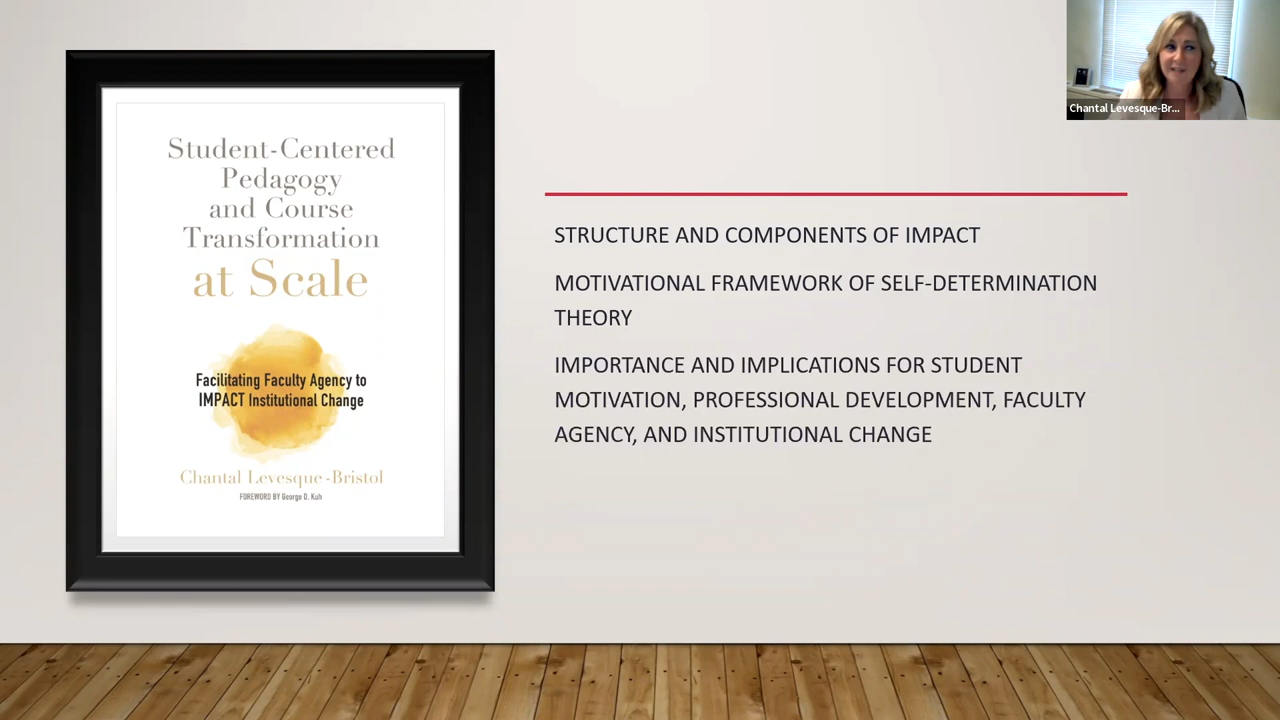 Student-Centered
Pedagogy
and Course
Transformation
at Scale
Facilitating Faculty Agency to
IMPACT Institutional Change
Chantal Levesque-Bristol
FOREWORD BY George D. Kuh
STRUCTURE AND COMPONENTS OF IMPACT
MOTIVATIONAL FRAMEWORK OF SELF-DETERMINATION
THEORY
IMPORTANCE AND IMPLICATIONS FOR STUDENT
MOTIVATION, PROFESSIONAL DEVELOPMENT, FACULTY
AGENCY, AND INSTITUTIONAL CHANGE
Chantal Levesque-Br...